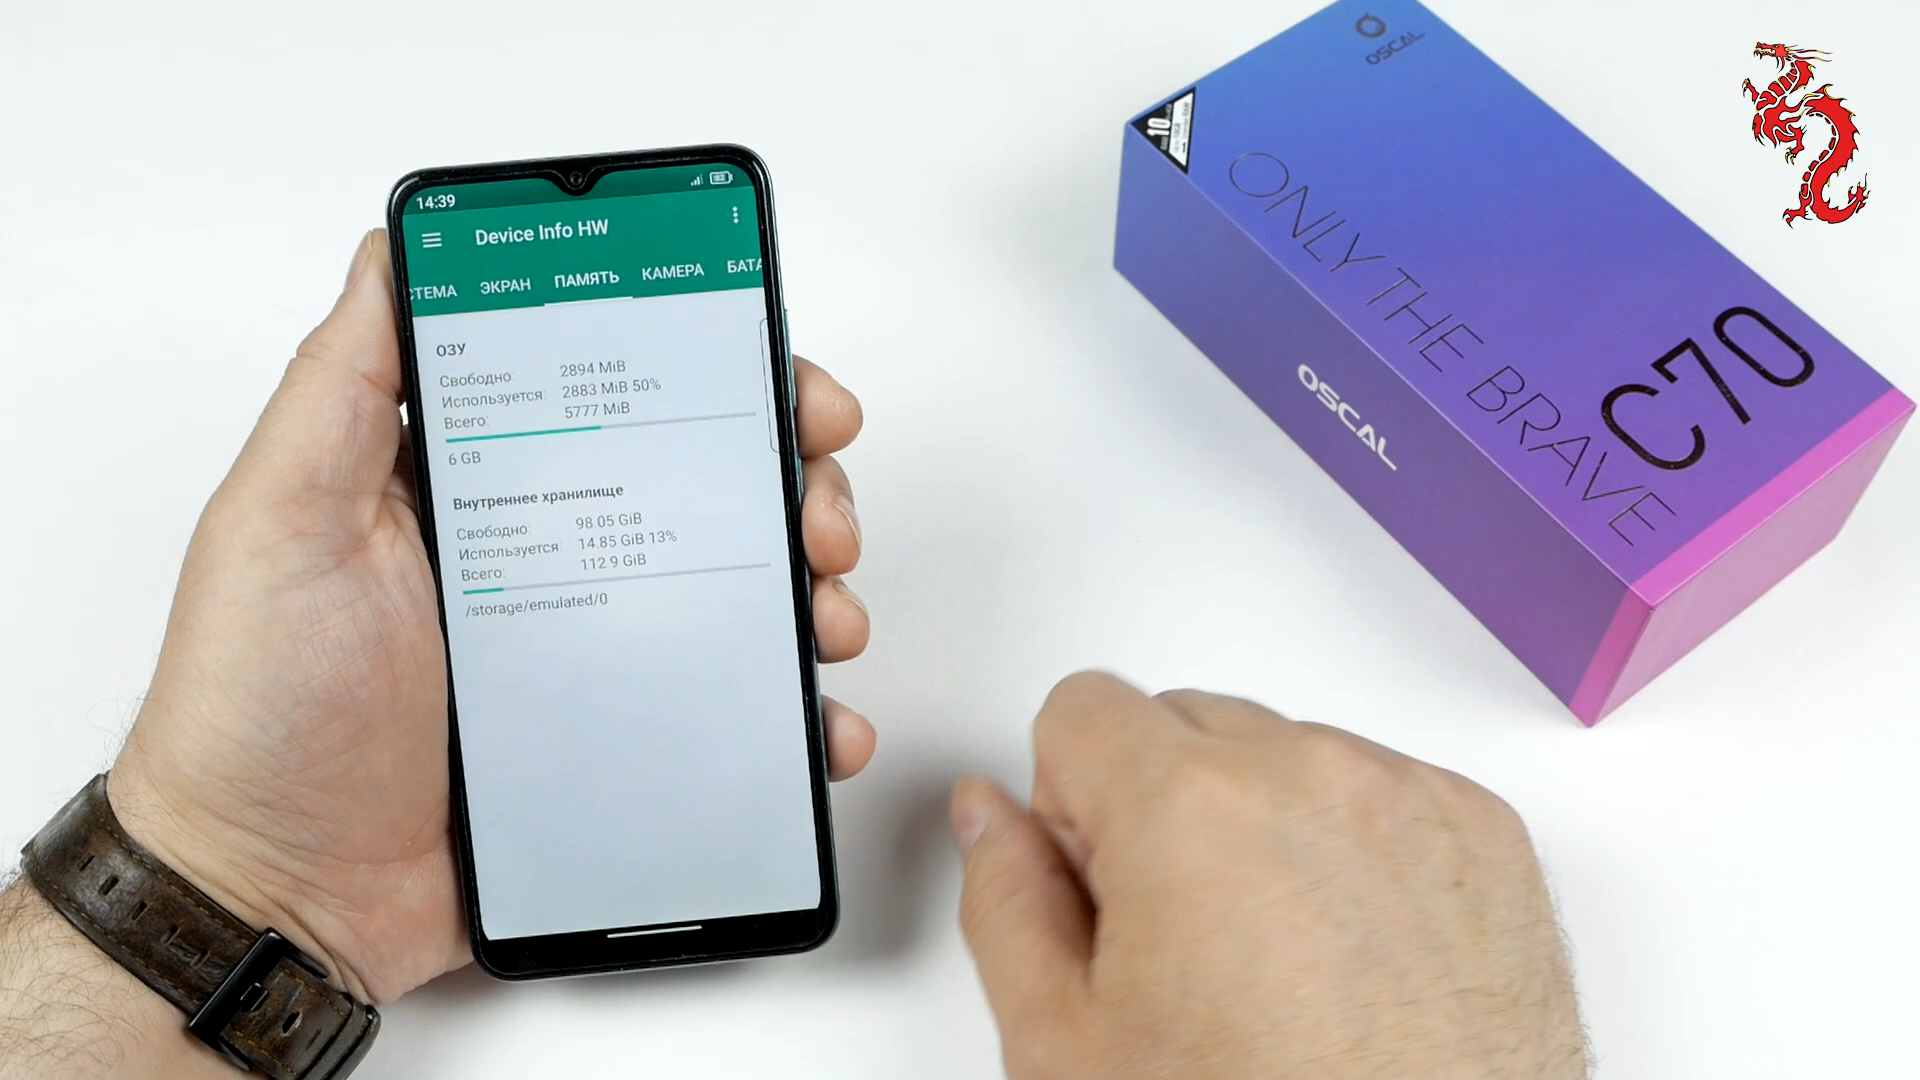 14:39
Device Info HW
СТЕМА ЭКРАН ПАМЯТЬ КАМЕРА БАТА
ОЗУ
Свободно: 2894 MiB
Используется: 2883 MiB 50%
Всего: 5777 MiB
6 GB
Внутреннее хранилище
Свободно: 98.05 GiB
Используется: 14.85 GiB 13%
Всего: 112.9 GiB
/storage/emulated/0
OSCAL
10
ONLY THE BRAVE
C70
OSCAL